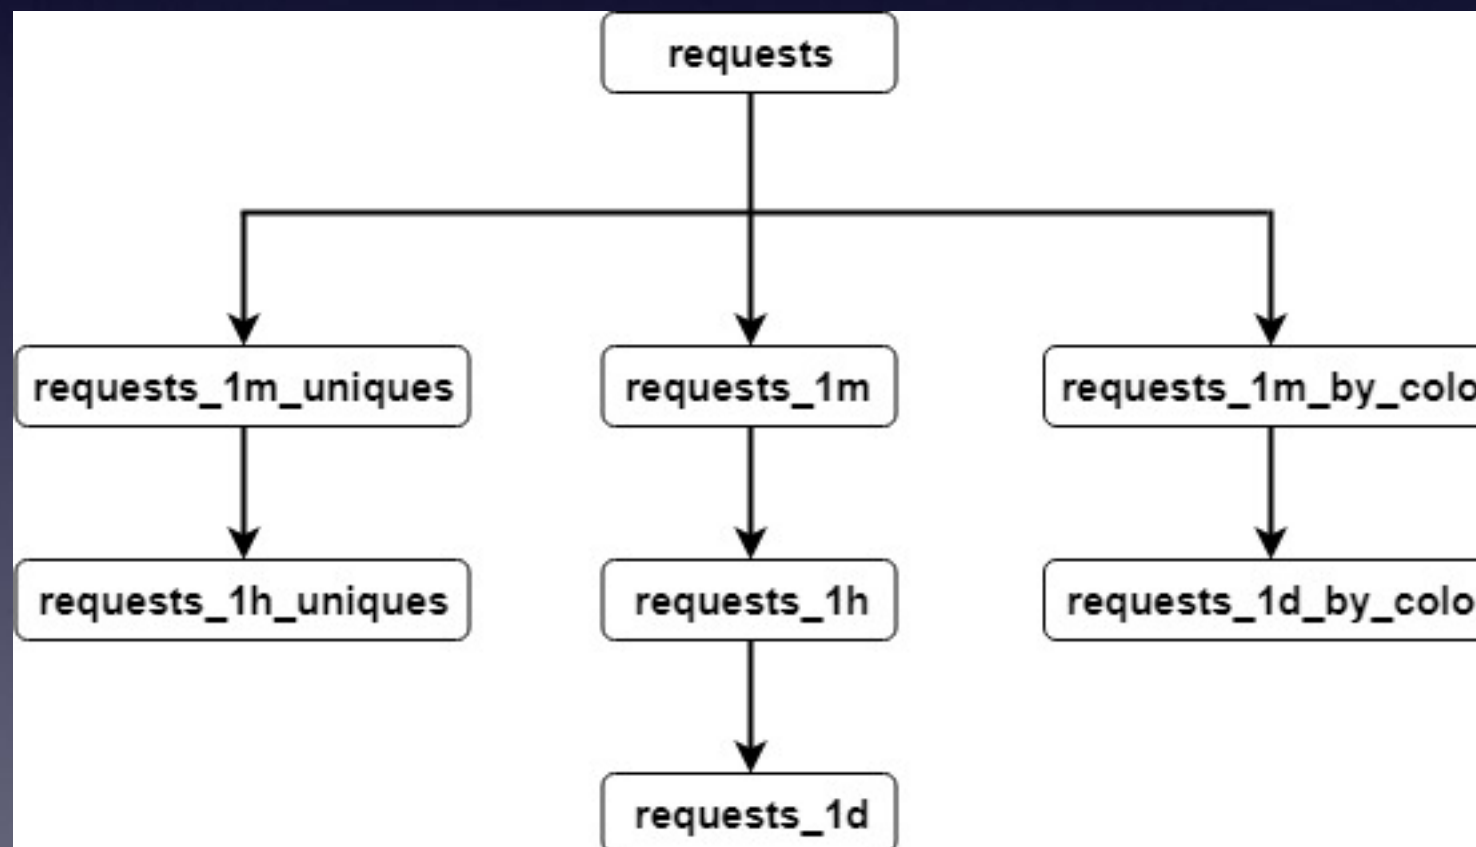 requests
requests_1m_uniques
requests_1m
requests_1m_by_colo
requests_1h_uniques
requests_1h
requests_1d_by_colo
requests_1d